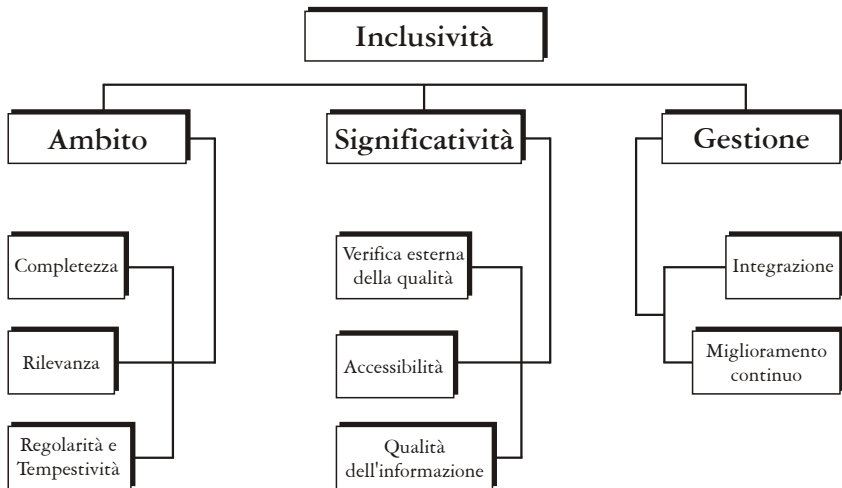 Inclusività
Ambito
Significatività
Gestione
Completezza
Rilevanza
Regolarità e
Tempestività
Verifica esterna
della qualità
Accessibilità
Qualità
dell'informazione
Integrazione
Miglioramento
continuo